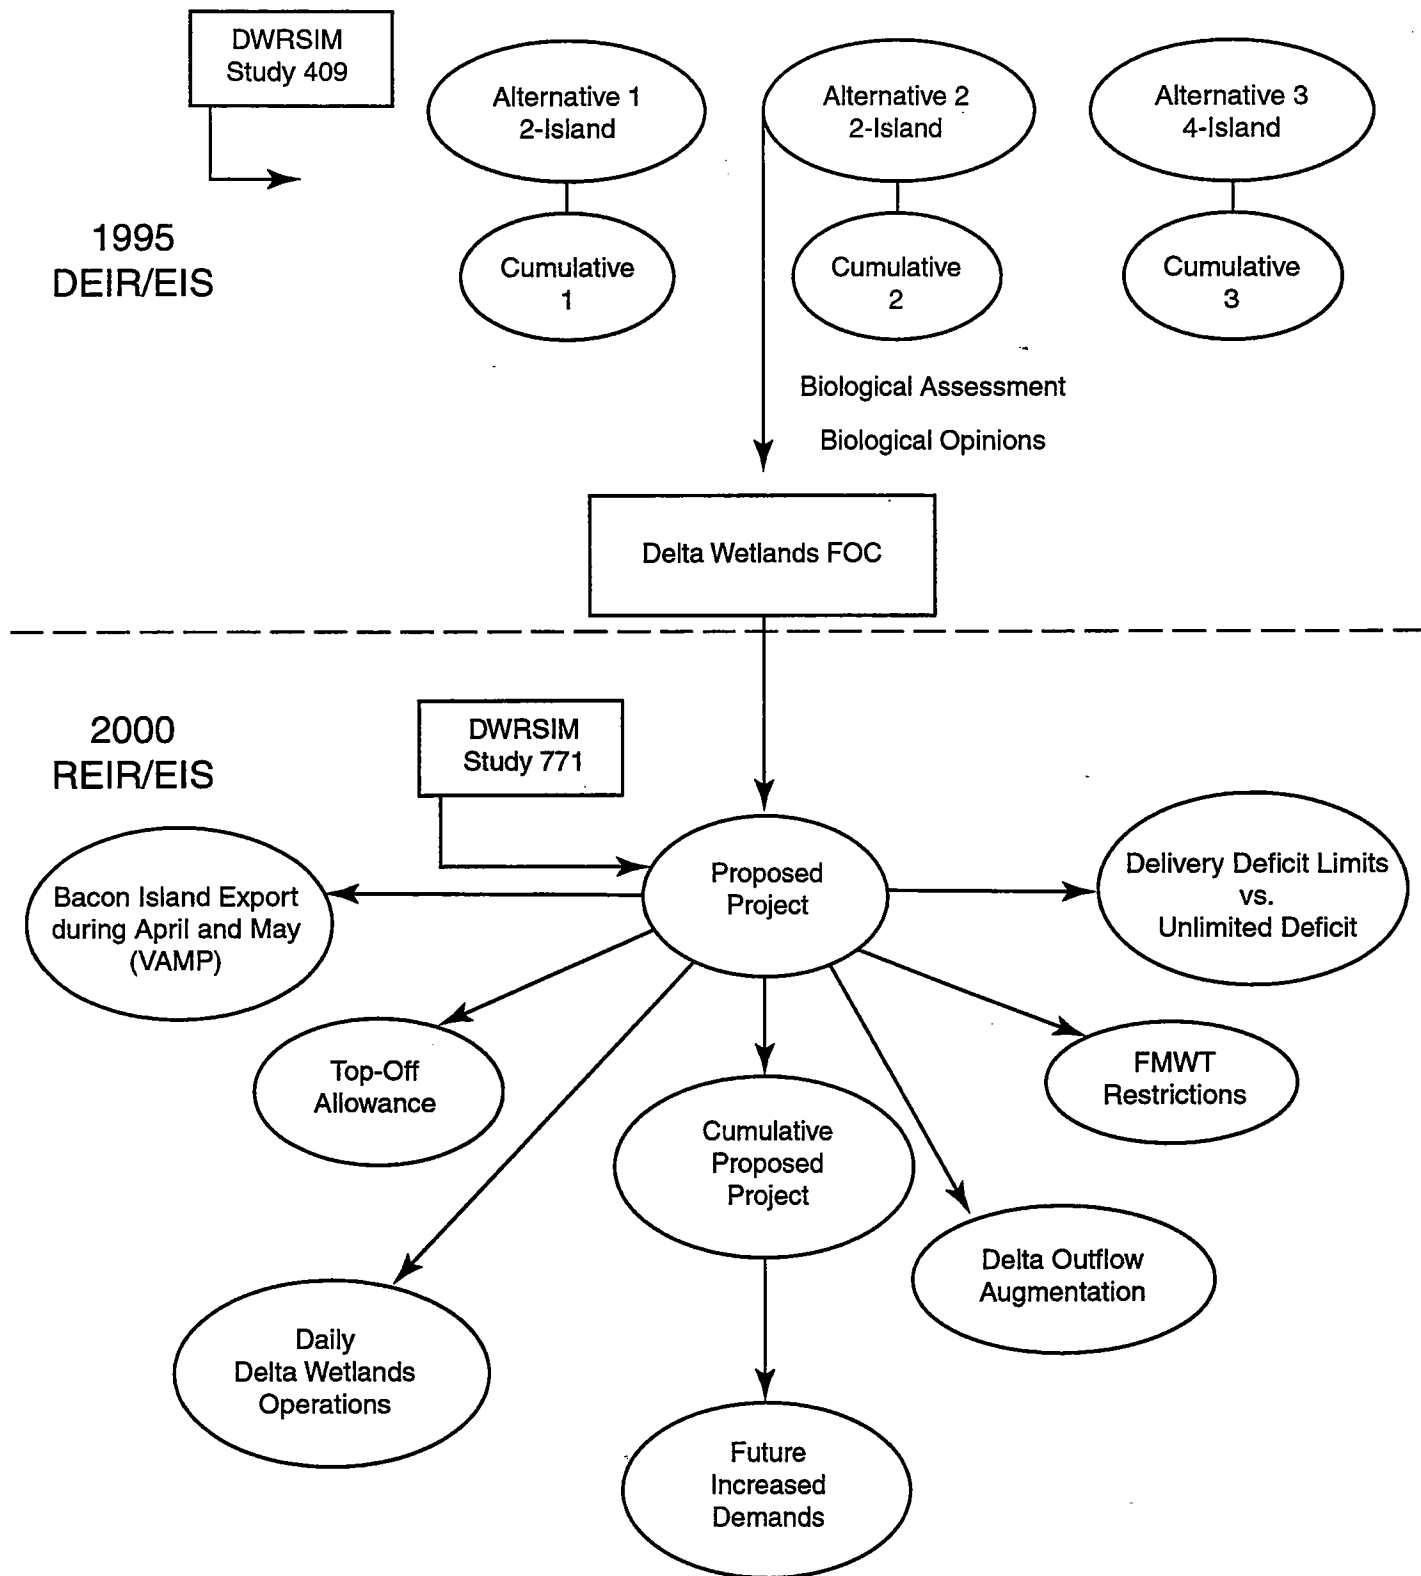 DWRSIM
Study 409
Alternative 1
2-Island
Alternative 2
2-Island
Alternative 3
4-Island
1995
DEIR/EIS
Cumulative
1
Cumulative
2
Cumulative
3
Biological Assessment
Biological Opinions
Delta Wetlands FOC
2000
REIR/EIS
DWRSIM
Study 771
Proposed
Project
Bacon Island Export
during April and May
(VAMP)
Delivery Deficit Limits
vs.
Unlimited Deficit
Top-Off
Allowance
FMWT
Restrictions
Cumulative
Proposed
Project
Delta Outflow
Augmentation
Daily
Delta Wetlands
Operations
Future
Increased
Demands